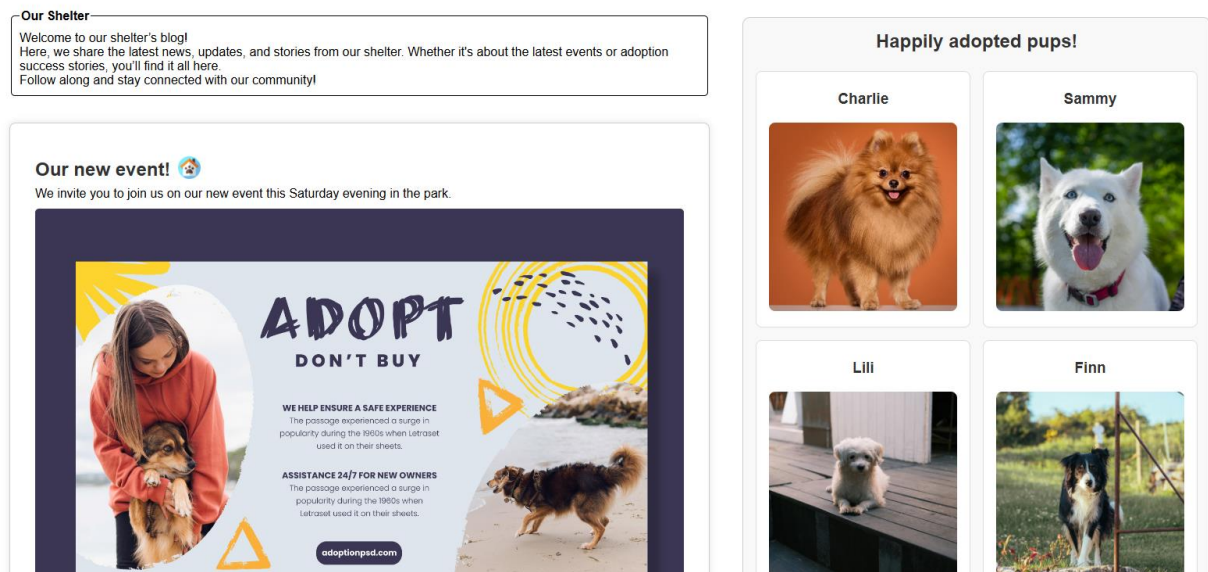 Our Shelter
Welcome to our shelter's blog!
Here, we share the latest news, updates, and stories from our shelter. Whether it's about the latest events or adoption
success stories, you'll find it all here.
Follow along and stay connected with our community!
Our new event!
We invite you to join us on our new event this Saturday evening in the park.
ADOPT
DON'T BUY
WE HELP ENSURE A SAFE EXPERIENCE
The passage experienced a surge in
popularity during the 1960s when Letraset
used it on their sheets.
ASSISTANCE 24/7 FOR NEW OWNERS
The passage experienced a surge in
popularity during the 1960s when
Letraset used it on their sheets.
adoptionpsd.com
Happily adopted pups!
Charlie
Sammy
Lili
Finn